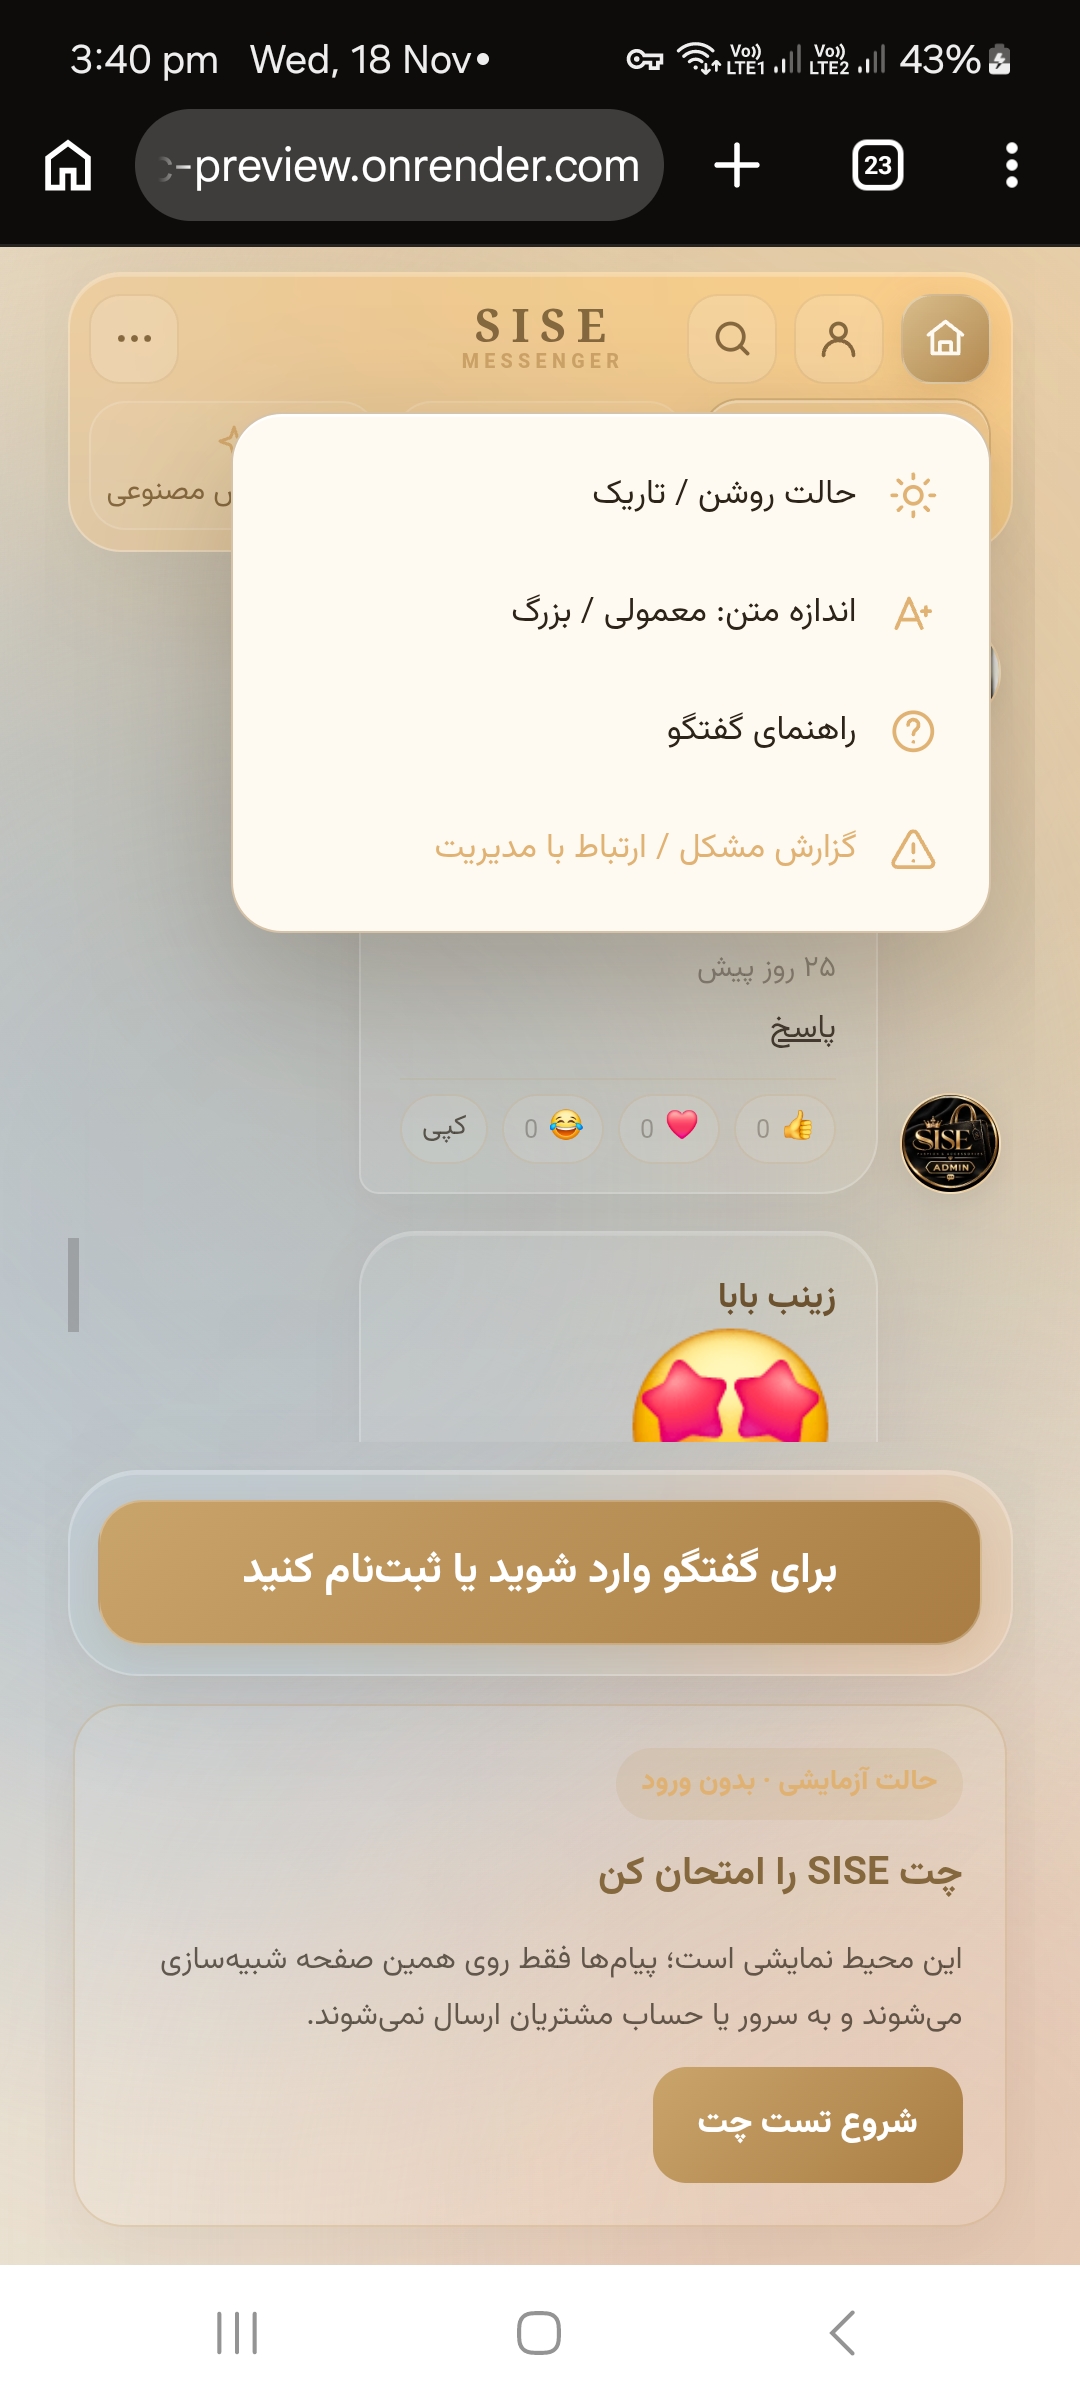 3:40 pm Wed, 18 Nov
Vo)) LTE1 Vo)) LTE2 43%
-preview.onrender.com
23
SISE
MESSENGER
مصنوعی
حالت روشن / تاریک
A+
اندازه متن: معمولی / بزرگ
راهنمای گفتگو
گزارش مشکل / ارتباط با مدیریت
۲۵ روز پیش
پاسخ
👍 0 ❤️ 0 😂 0 کپی
SISE
ADMIN
زینب بابا
برای گفتگو وارد شوید یا ثبت‌نام کنید
حالت آزمایشی · بدون ورود
چت SISE را امتحان کن
این محیط نمایشی است؛ پیام‌ها فقط روی همین صفحه شبیه‌سازی
می‌شوند و به سرور یا حساب مشتریان ارسال نمی‌شوند.
شروع تست چت